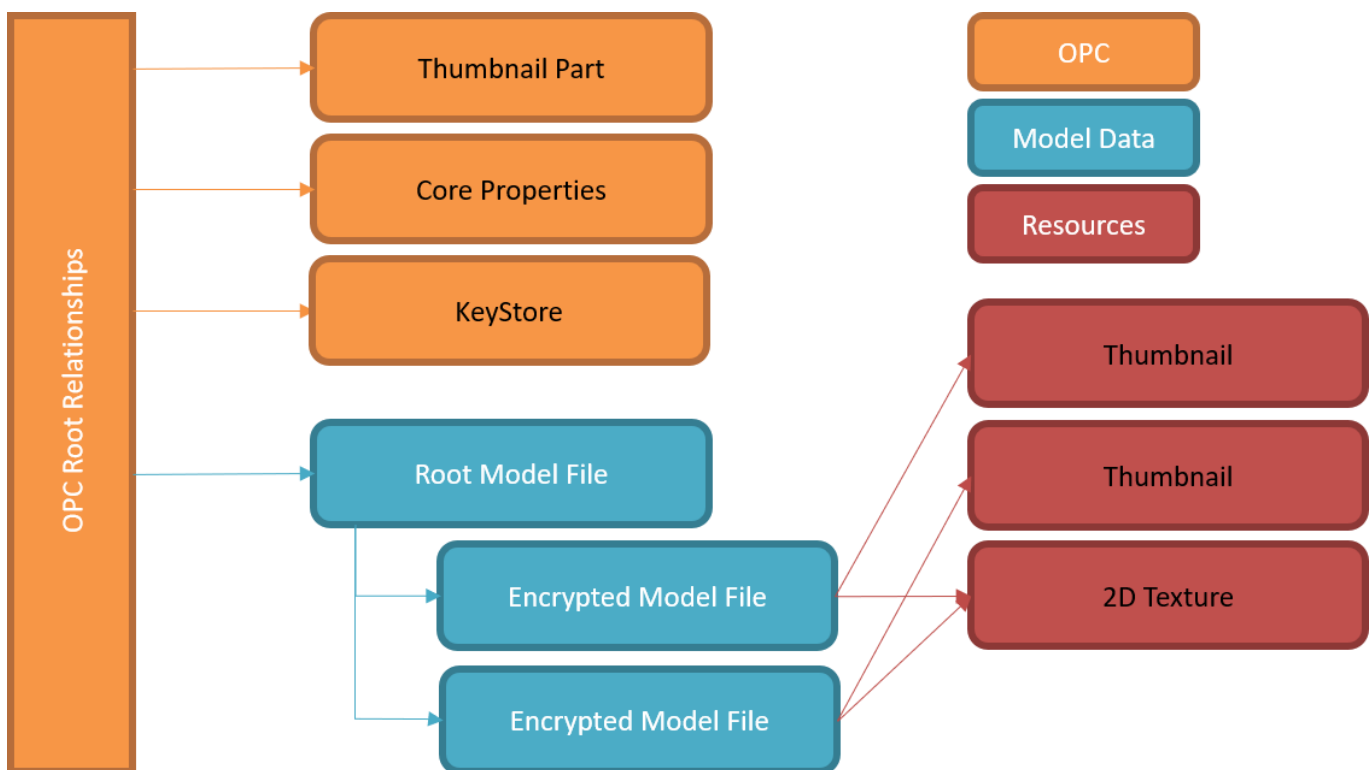 OPC Root Relationships
Thumbnail Part
Core Properties
KeyStore
Root Model File
Encrypted Model File
Encrypted Model File
OPC
Model Data
Resources
Thumbnail
Thumbnail
2D Texture